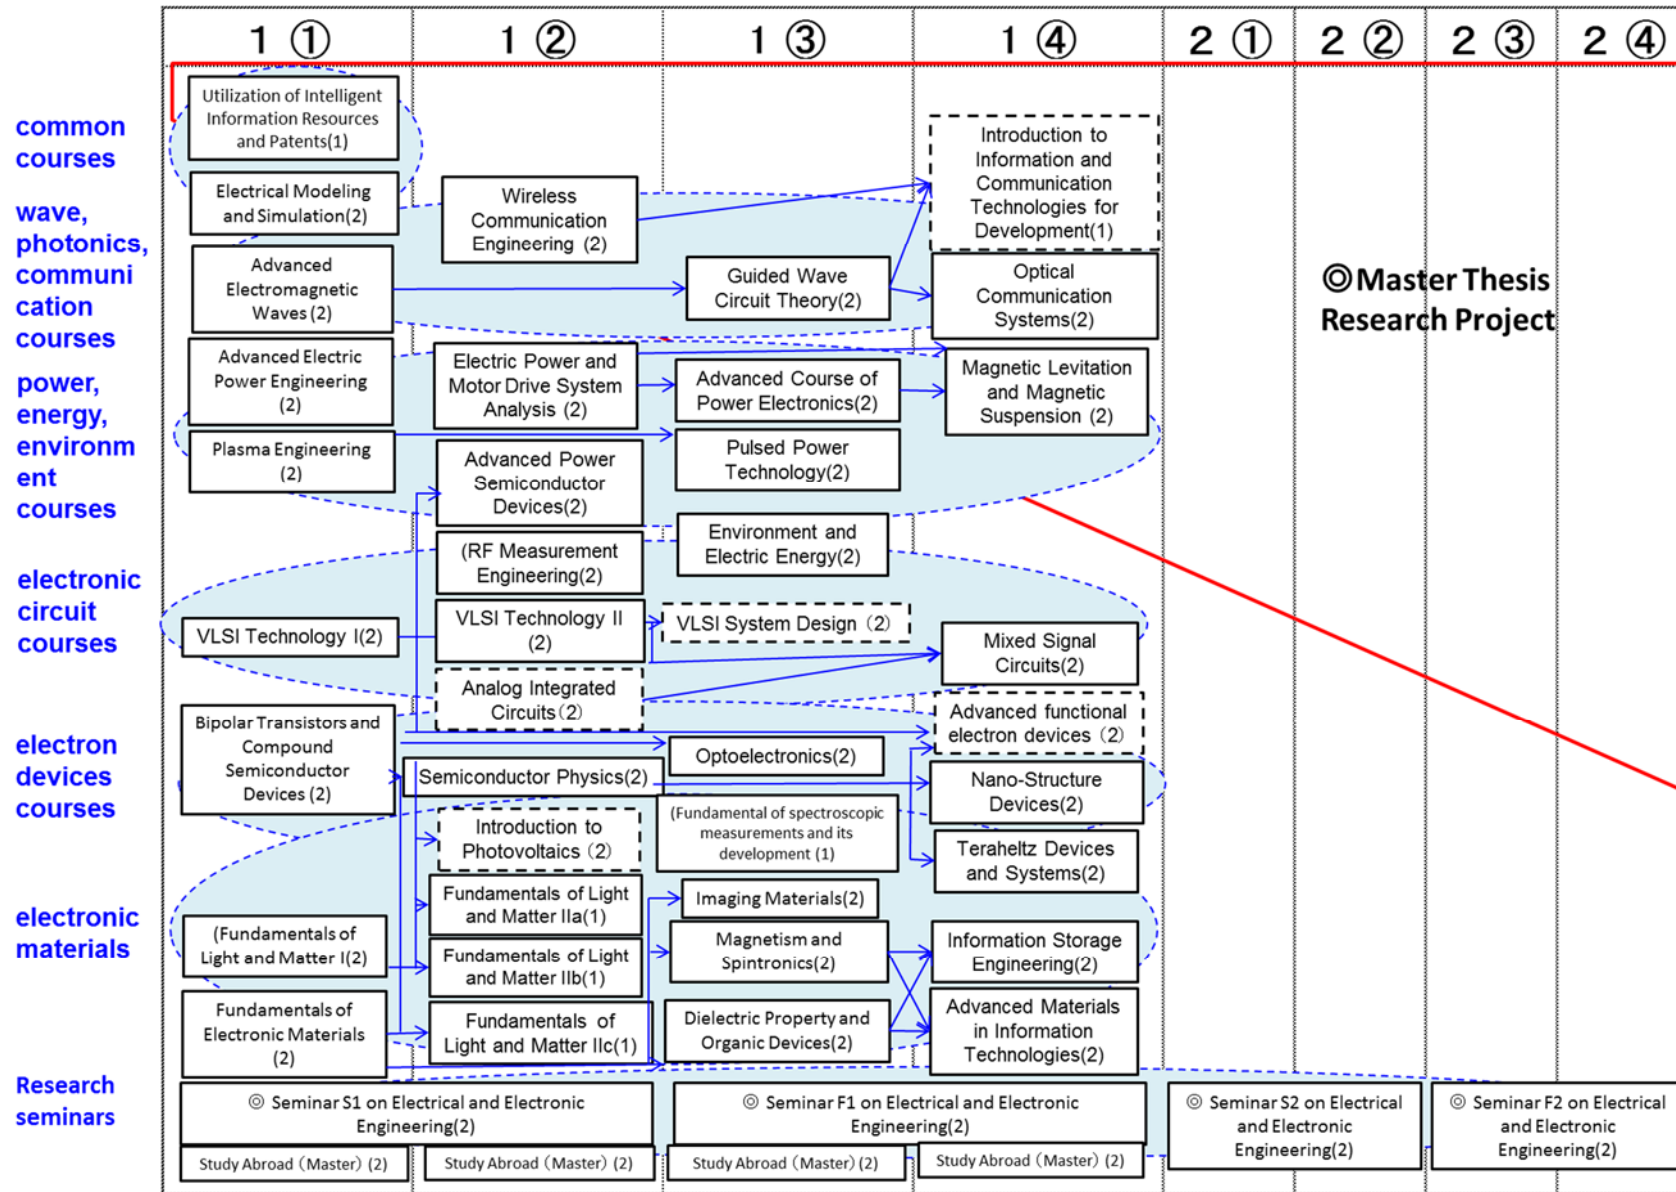 1 ①
1 ②
1 ③
1 ④
2 ①
2 ②
2 ③
2 ④
common
courses
wave,
photonics,
communi
cation
courses
power,
energy,
environm
ent
courses
electronic
circuit
courses
electron
devices
courses
electronic
materials
Research
seminars
Utilization of Intelligent
Information Resources
and Patents(1)
Electrical Modeling
and Simulation(2)
Advanced
Electromagnetic
Waves (2)
Advanced Electric
Power Engineering
(2)
Plasma Engineering
(2)
VLSI Technology I(2)
Bipolar Transistors and
Compound
Semiconductor
Devices (2)
(Fundamentals of
Light and Matter I(2)
Fundamentals of
Electronic Materials
(2)
Wireless
Communication
Engineering (2)
Electric Power and
Motor Drive System
Analysis (2)
Advanced Power
Semiconductor
Devices(2)
(RF Measurement
Engineering(2)
VLSI Technology II
(2)
Analog Integrated
Circuits(2)
Semiconductor Physics(2)
Introduction to
Photovoltaics (2)
Fundamentals of Light
and Matter IIa(1)
Fundamentals of Light
and Matter IIb(1)
Fundamentals of
Light and Matter IIc(1)
Guided Wave
Circuit Theory(2)
Advanced Course of
Power Electronics(2)
Pulsed Power
Technology(2)
Environment and
Electric Energy(2)
VLSI System Design (2)
Optoelectronics(2)
(Fundamental of spectroscopic
measurements and its
development (1)
Imaging Materials(2)
Magnetism and
Spintronics(2)
Dielectric Property and
Organic Devices(2)
Introduction to
Information and
Communication
Technologies for
Development(1)
Optical
Communication
Systems(2)
Magnetic Levitation
and Magnetic
Suspension (2)
Mixed Signal
Circuits(2)
Advanced functional
electron devices (2)
Nano-Structure
Devices(2)
Teraheltz Devices
and Systems(2)
Information Storage
Engineering(2)
Advanced Materials
in Information
Technologies(2)
◎Master Thesis
Research Project
◎ Seminar S1 on Electrical and Electronic
Engineering(2)
◎ Seminar F1 on Electrical and Electronic
Engineering(2)
◎ Seminar S2 on Electrical
and Electronic
Engineering(2)
◎ Seminar F2 on Electrical
and Electronic
Engineering(2)
Study Abroad (Master) (2)
Study Abroad (Master) (2)
Study Abroad (Master) (2)
Study Abroad (Master) (2)